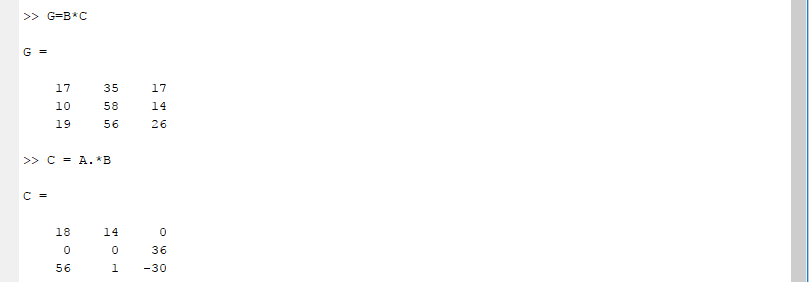 >> G=B*C
G =
17 35 17
10 58 14
19 56 26
>> C = A.*B
C =
18 14 0
0 0 36
56 1 -30